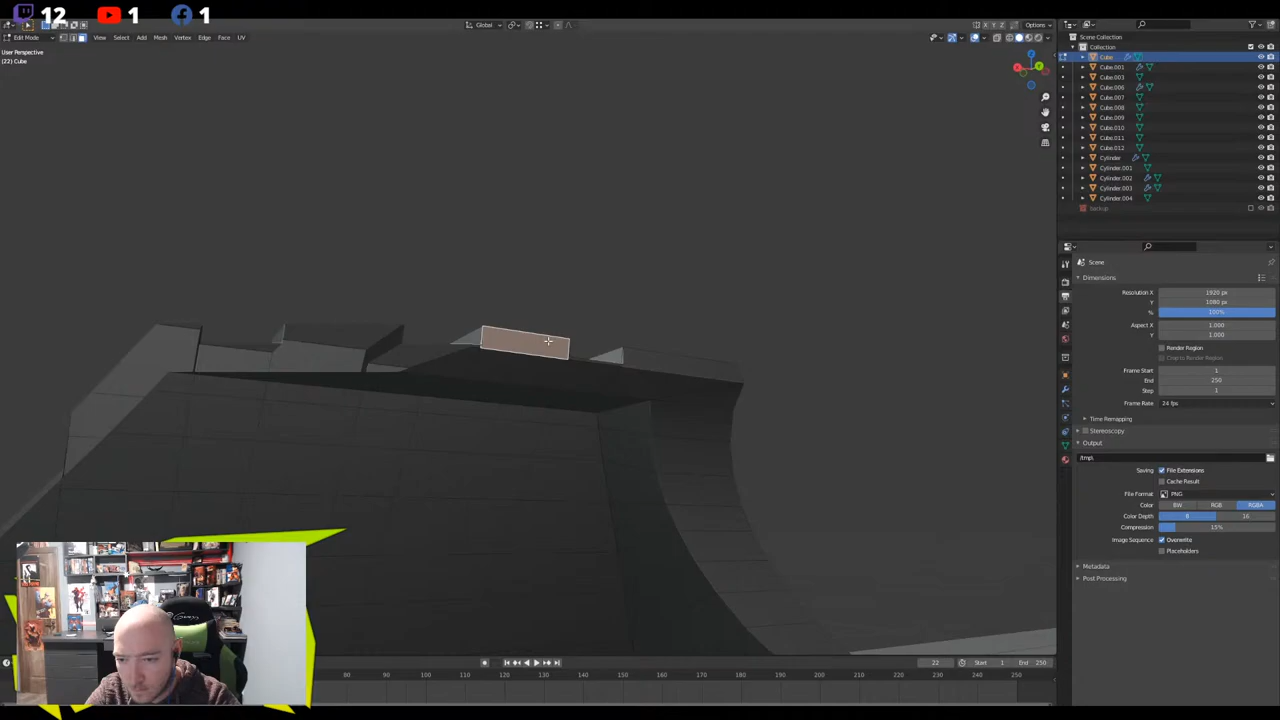 12 1 1
Global
Options
Edit Mode View Select Add Mesh Vertex Edge Face UV
X Y Z
User Perspective
(22) Cube
Scene Collection
Collection
Cube
Cube.001
Cube.003
Cube.006
Cube.007
Cube.008
Cube.009
Cube.010
Cube.011
Cube.012
Cylinder
Cylinder.001
Cylinder.002
Cylinder.003
Cylinder.004
backup
Scene
Dimensions
Resolution X 1920 px
Y 1080 px
% 100%
Aspect X 1.000
Y 1.000
Render Region
Crop to Render Region
Frame Start 1
End 250
Step 1
Frame Rate 24 fps
Time Remapping
Stereoscopy
Output
/tmp\
Saving File Extensions
Cache Result
File Format PNG
Color BW RGB RGBA
Color Depth 8 16
Compression 15%
Image Sequence Overwrite
Placeholders
Metadata
Post Processing
22 Start 1 End 250
80 90 100 110 120 130 140 150 160 170 180 190 200 210 220 230 240 250